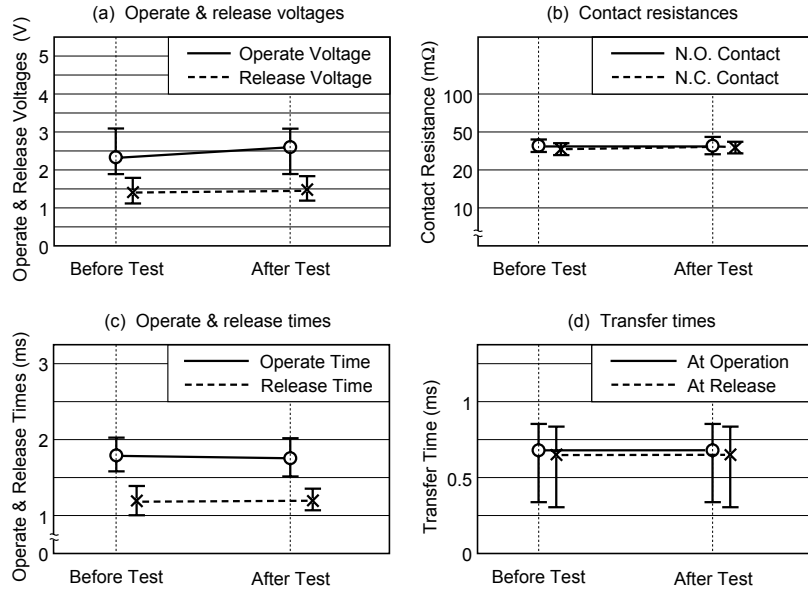 (a) Operate & release voltages
Operate & Release Voltages (V)
5
4
3
2
1
0
Operate Voltage
Release Voltage
Before Test
After Test
(b) Contact resistances
Contact Resistance (mΩ)
100
50
20
10
N.O. Contact
N.C. Contact
Before Test
After Test
(c) Operate & release times
Operate & Release Times (ms)
3
2
1
0
Operate Time
Release Time
Before Test
After Test
(d) Transfer times
Transfer Time (ms)
1
0.5
0
At Operation
At Release
Before Test
After Test